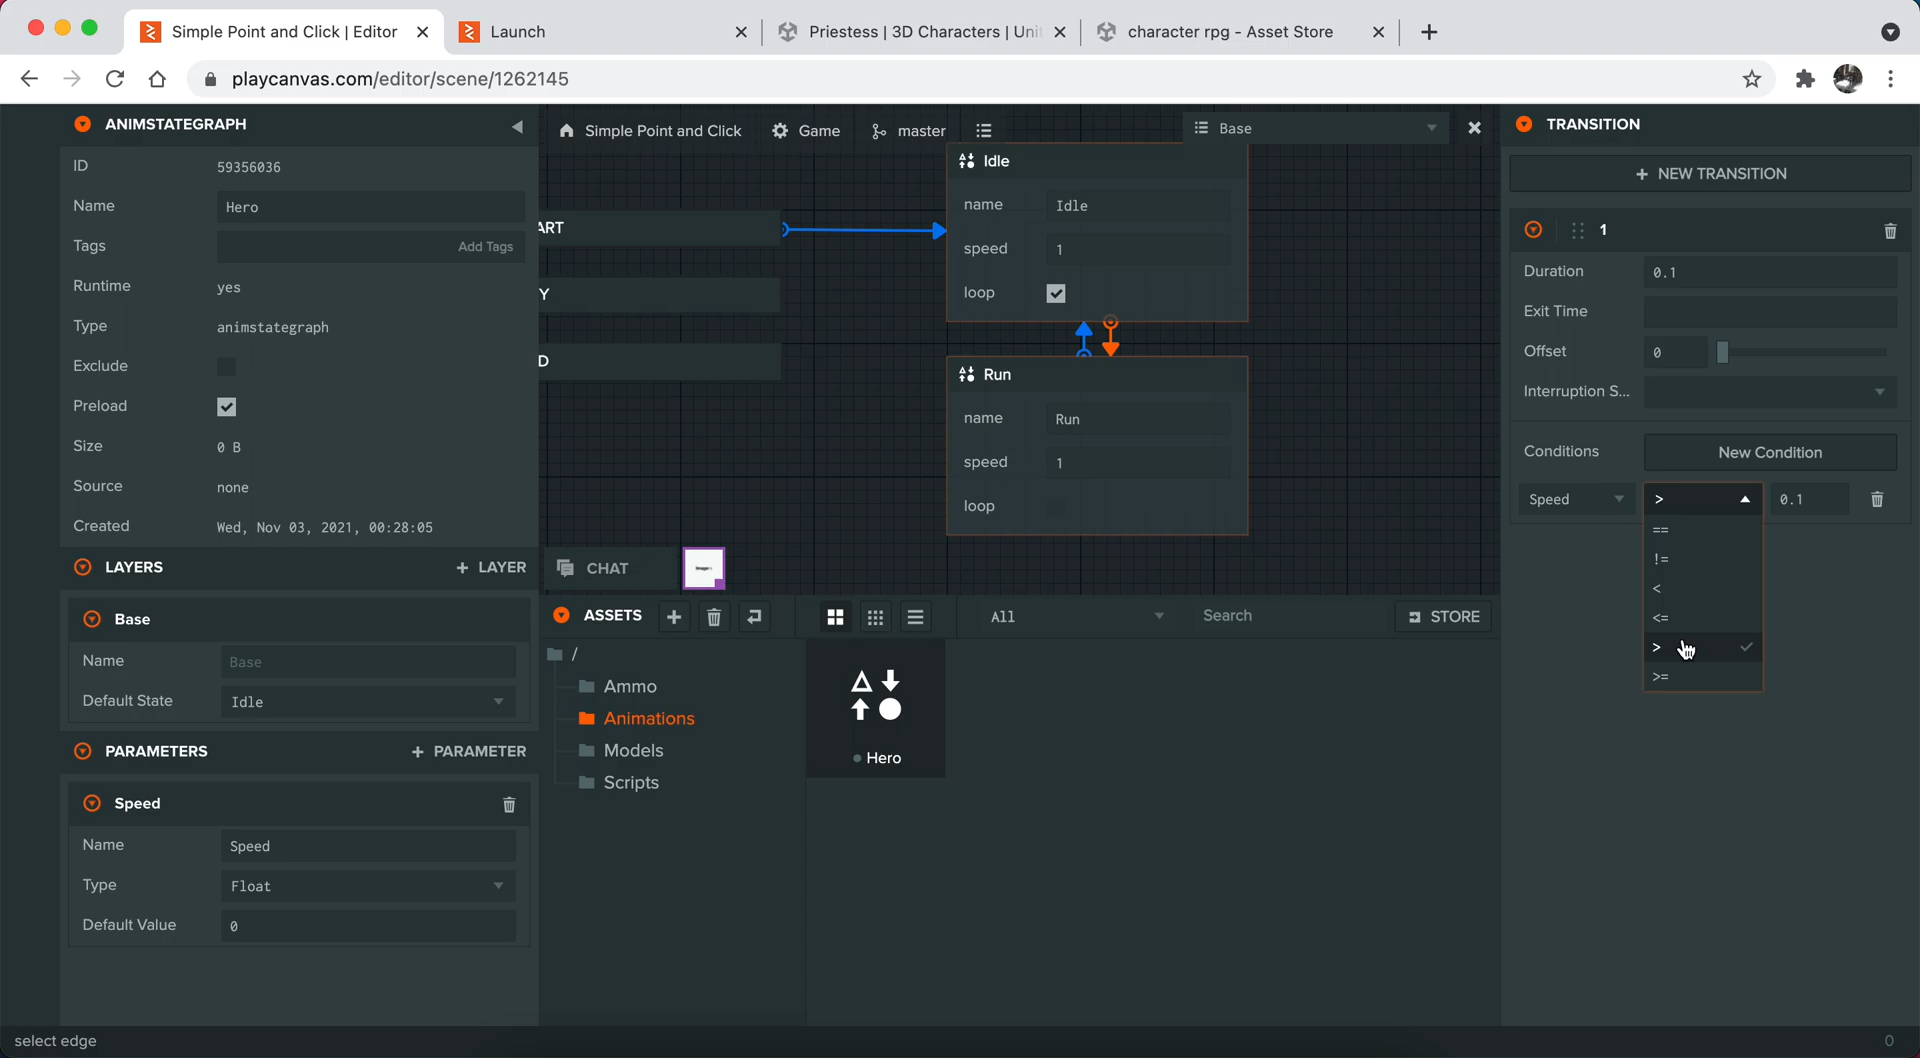 Simple Point and Click | Editor
Launch
Priestess | 3D Characters | Uni
character rpg - Asset Store
playcanvas.com/editor/scene/1262145
ANIMSTATEGRAPH
ID 59356036
Name Hero
Tags Add Tags
Runtime yes
Type animstategraph
Exclude
Preload
Size 0 B
Source none
Created Wed, Nov 03, 2021, 00:28:05
LAYERS + LAYER
Base
Name Base
Default State Idle
PARAMETERS + PARAMETER
Speed
Name Speed
Type Float
Default Value 0
select edge
Simple Point and Click Game master
Base
ART
Y
D
Idle
name Idle
speed 1
loop
Run
name Run
speed 1
loop
CHAT
ASSETS
All
Search
STORE
/
Ammo
Animations
Models
Scripts
Hero
TRANSITION
+ NEW TRANSITION
1
Duration 0.1
Exit Time
Offset 0
Interruption S...
Conditions New Condition
Speed > 0.1
==
!=
<
<=
>
>=
0